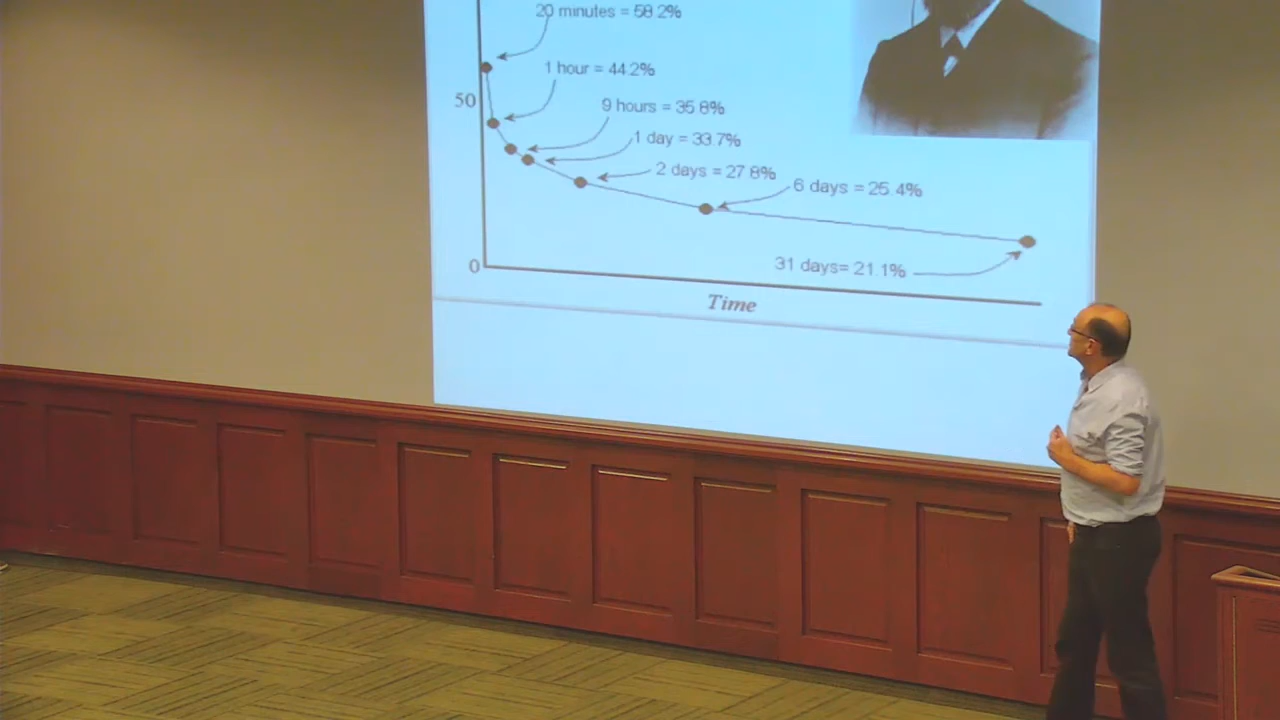 20 minutes = 58.2%
1 hour = 44.2%
50
9 hours = 35.8%
1 day = 33.7%
2 days = 27.8%
6 days = 25.4%
31 days= 21.1%
0
Time